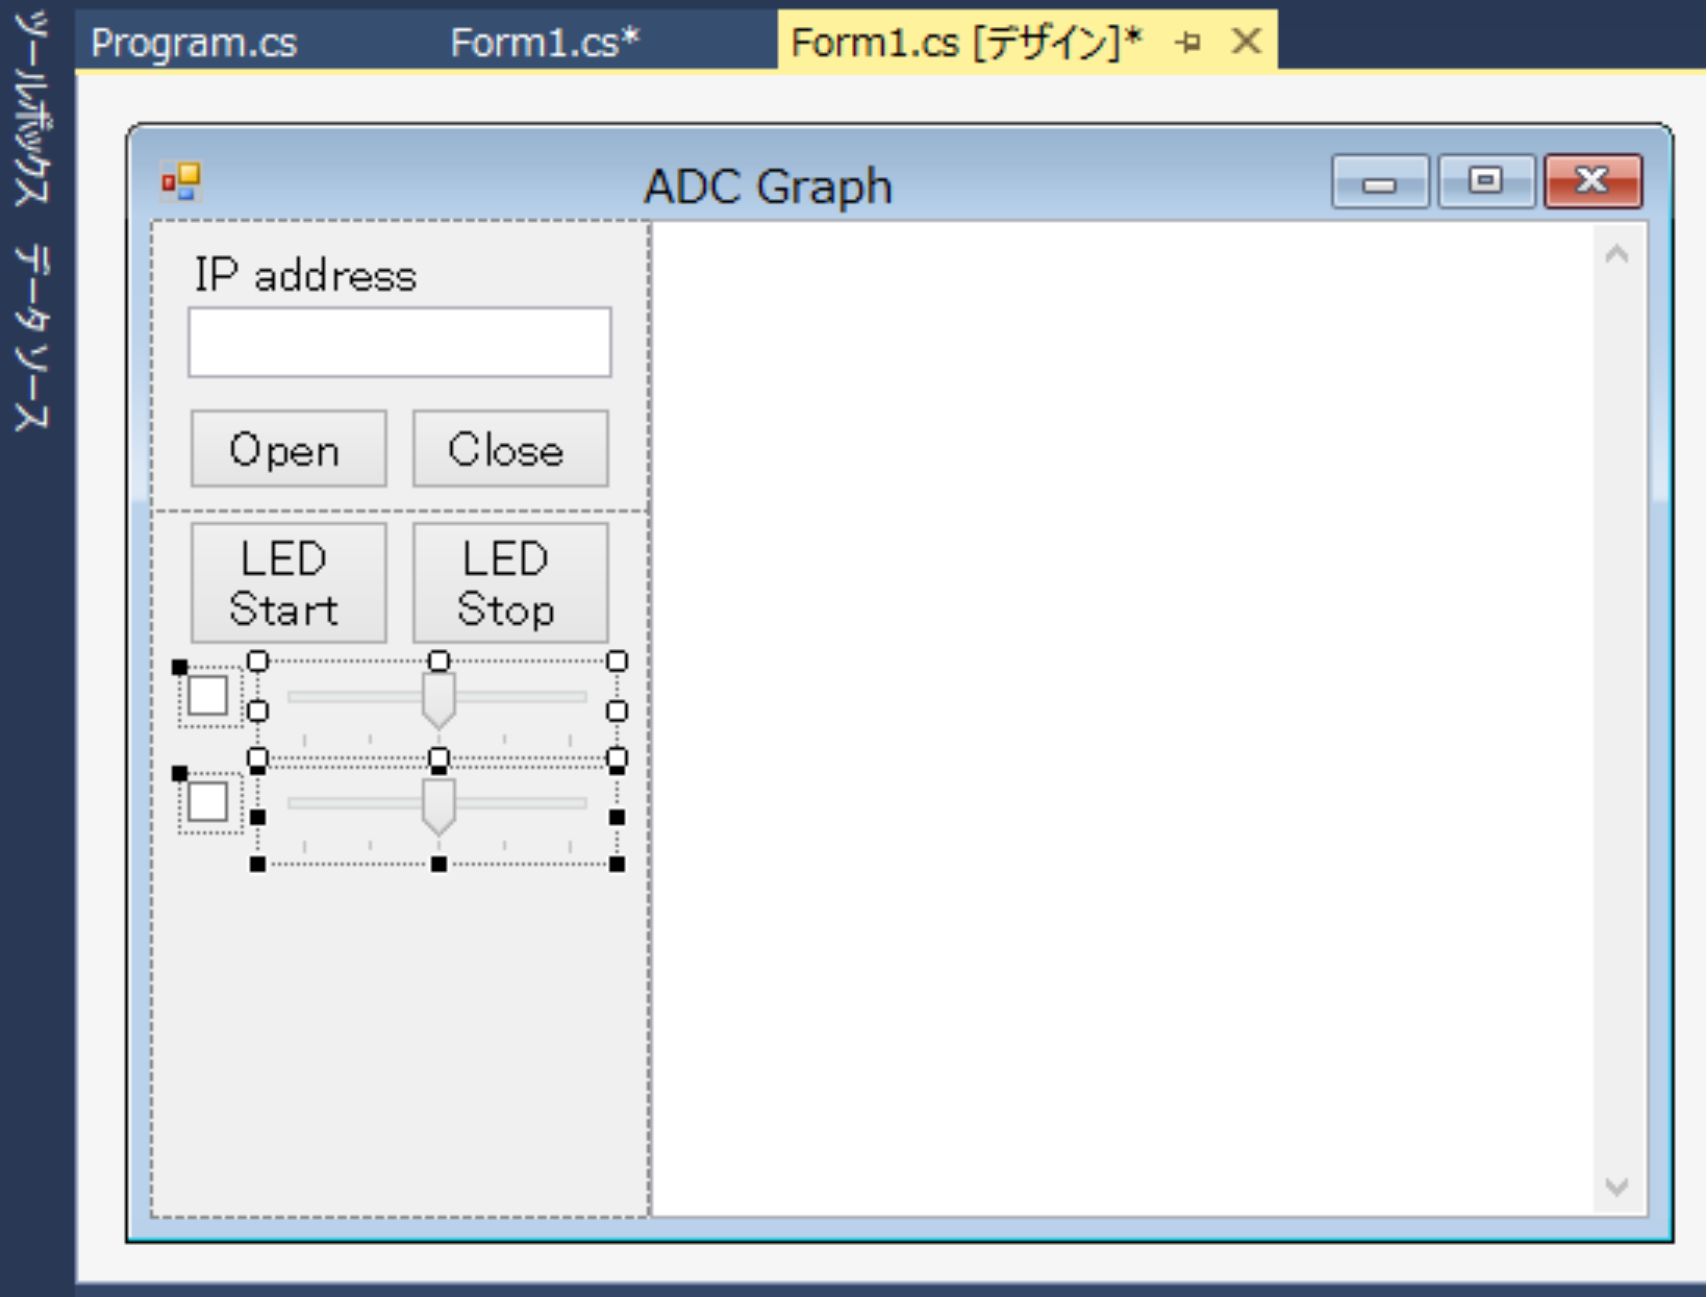 ツールボックス
データ ソース
Program.cs
Form1.cs*
Form1.cs [デザイン]*
ADC Graph
IP address
Open
Close
LED
Start
LED
Stop